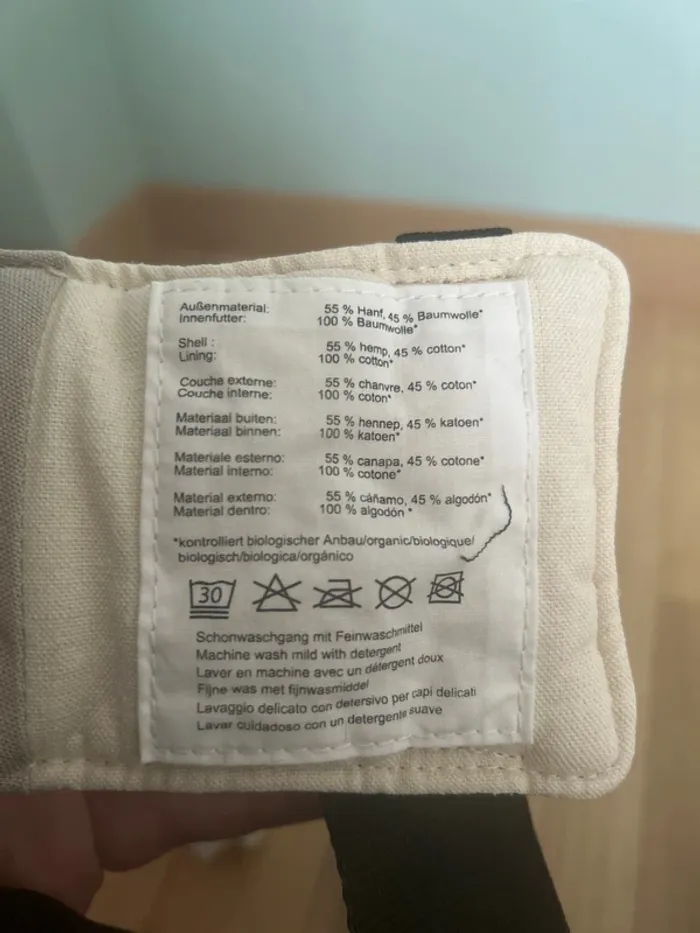 Außenmaterial: 55 % Hanf, 45 % Baumwolle*
Innenfutter: 100 % Baumwolle*
Shell : 55 % hemp, 45 % cotton*
Lining: 100 % cotton*
Couche externe: 55 % chanvre, 45 % coton*
Couche interne: 100 % coton*
Materiaal buiten: 55 % hennep, 45 % katoen*
Materiaal binnen: 100 % katoen*
Materiale esterno: 55 % canapa, 45 % cotone*
Material interno: 100 % cotone*
Material externo: 55 % cáñamo, 45 % algodón*
Material dentro: 100 % algodón *
*kontrolliert biologischer Anbau/organic/biologique/
biologisch/biologica/orgánico
30
Schonwaschgang mit Feinwaschmittel
Machine wash mild with detergent
Laver en machine avec un détergent doux
Fijne was met fijnwasmiddel
Lavaggio delicato con detersivo per capi delicati
Lavar cuidadoso con un detergente suave